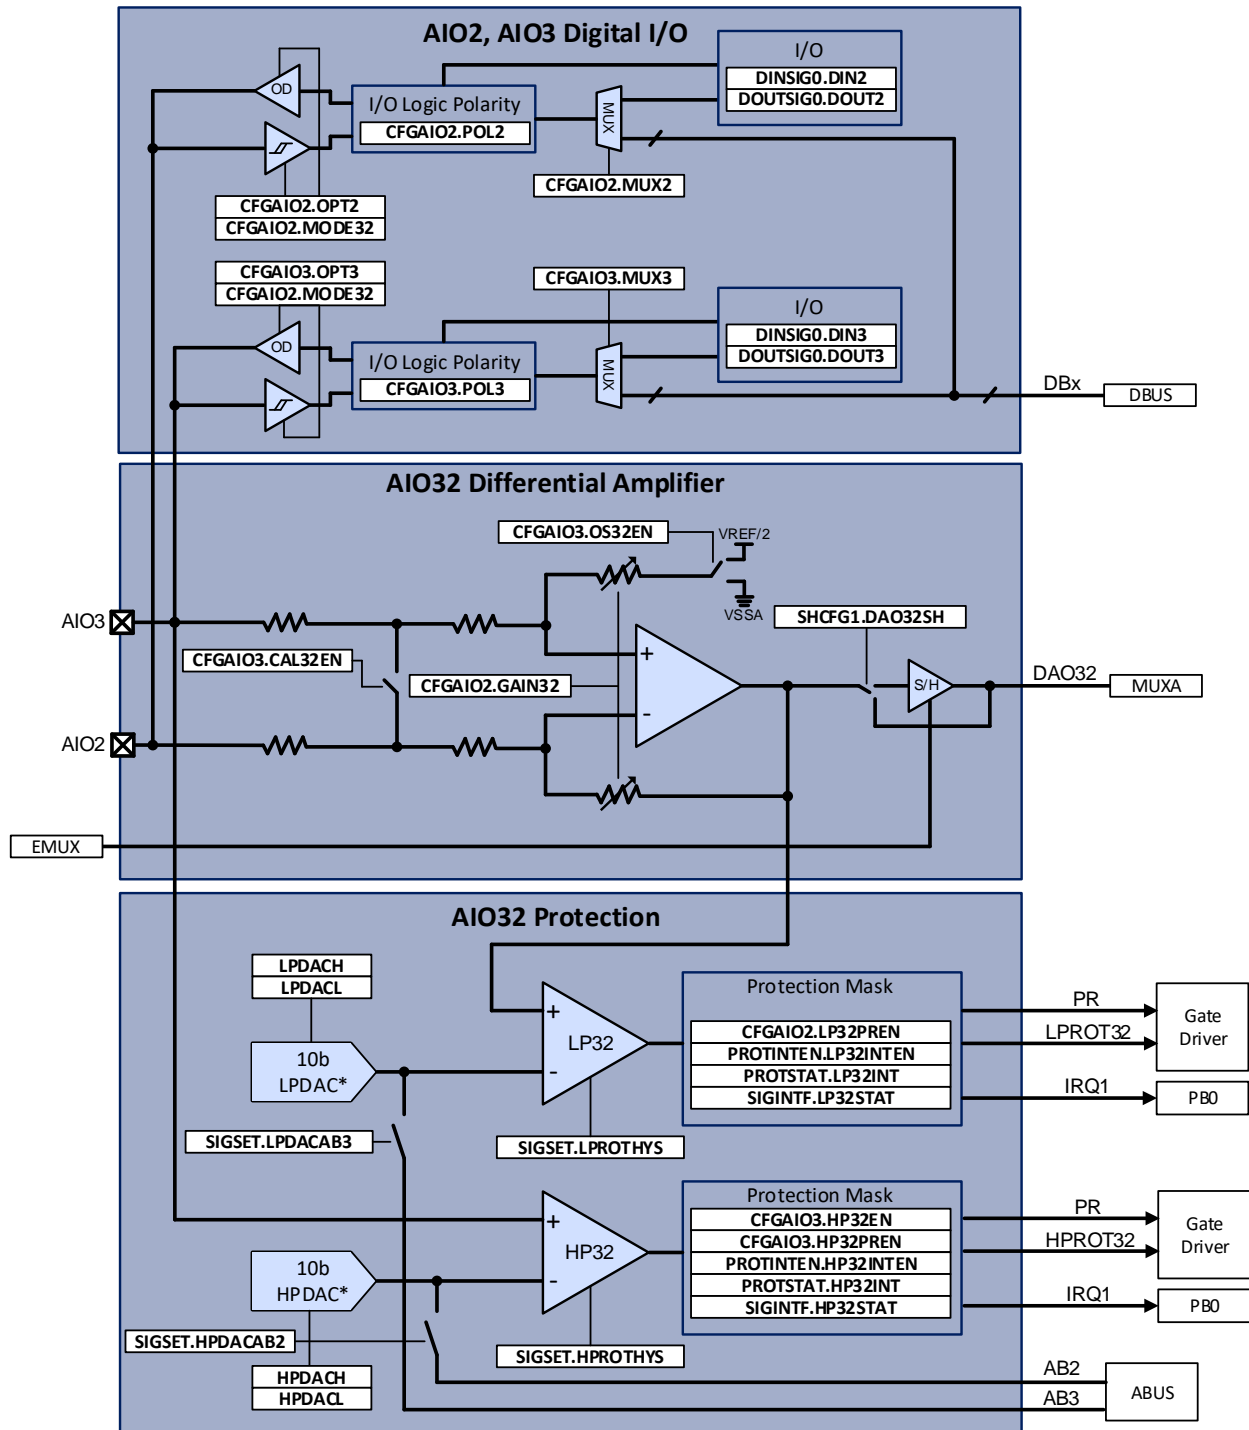 AIO2, AIO3 Digital I/O
OD
I/O Logic Polarity
CFGAIO2.POL2
MUX
I/O
DINSIG0.DIN2
DOUTSIG0.DOUT2
CFGAIO2.MUX2
CFGAIO2.OPT2
CFGAIO2.MODE32
CFGAIO3.OPT3
CFGAIO2.MODE32
CFGAIO3.MUX3
OD
I/O Logic Polarity
CFGAIO3.POL3
MUX
I/O
DINSIG0.DIN3
DOUTSIG0.DOUT3
DBx
DBUS
AIO32 Differential Amplifier
CFGAIO3.OS32EN
VREF/2
VSSA
AIO3
SHCFG1.DAO32SH
CFGAIO3.CAL32EN
CFGAIO2.GAIN32
+
-
S/H
DAO32
MUXA
AIO2
EMUX
AIO32 Protection
LPDACH
LPDACL
10b
LPDAC*
+
-
LP32
Protection Mask
CFGAIO2.LP32PREN
PROTINTEN.LP32INTEN
PROTSTAT.LP32INT
SIGINTF.LP32STAT
PR
LPROT32
Gate
Driver
IRQ1
PB0
SIGSET.LPDACAB3
SIGSET.LPROTHYS
+
-
HP32
10b
HPDAC*
Protection Mask
CFGAIO3.HP32EN
CFGAIO3.HP32PREN
PROTINTEN.HP32INTEN
PROTSTAT.HP32INT
SIGINTF.HP32STAT
PR
HPROT32
Gate
Driver
IRQ1
PB0
SIGSET.HPDACAB2
SIGSET.HPROTHYS
HPDACH
HPDACL
AB2
AB3
ABUS